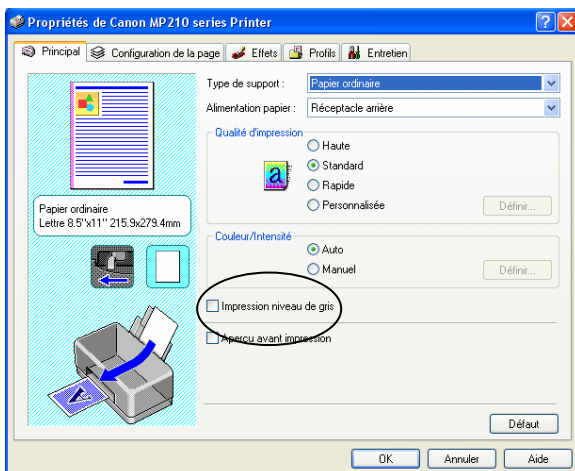 Propriétés de Canon MP210 series Printer
Principal Configuration de la page Effets Profils Entretien
Type de support : Papier ordinaire
Alimentation papier : Réceptacle arrière
Qualité d'impression
Haute
Standard
Rapide
Personnalisée Définir...
Papier ordinaire
Lettre 8.5"x11" 215.9x279.4mm
Couleur/Intensité
Auto
Manuel Définir...
Impression niveau de gris
Aperçu avant impression
Défaut
OK Annuler Aide